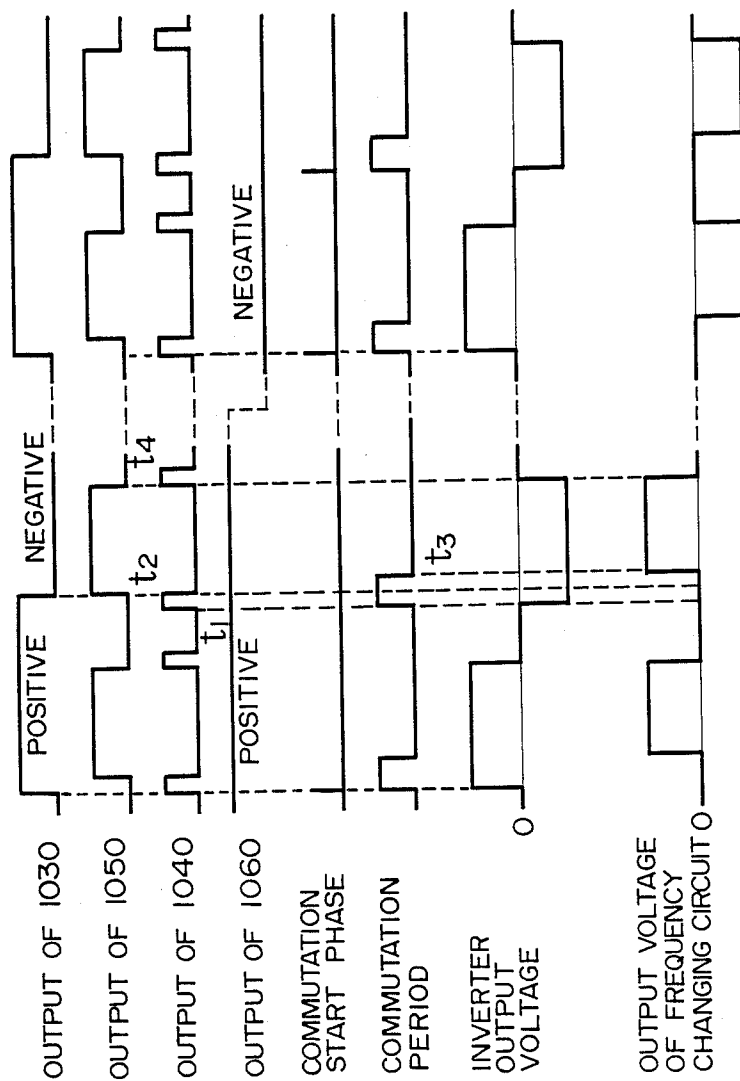 OUTPUT OF 1030
POSITIVE
NEGATIVE
OUTPUT OF 1050
t2
t4
OUTPUT OF 1040
t1
OUTPUT OF 1060
POSITIVE
NEGATIVE
COMMUTATION
START PHASE
COMMUTATION
PERIOD
t3
INVERTER
OUTPUT
VOLTAGE
0
OUTPUT VOLTAGE
OF FREQUENCY
CHANGING CIRCUIT 0